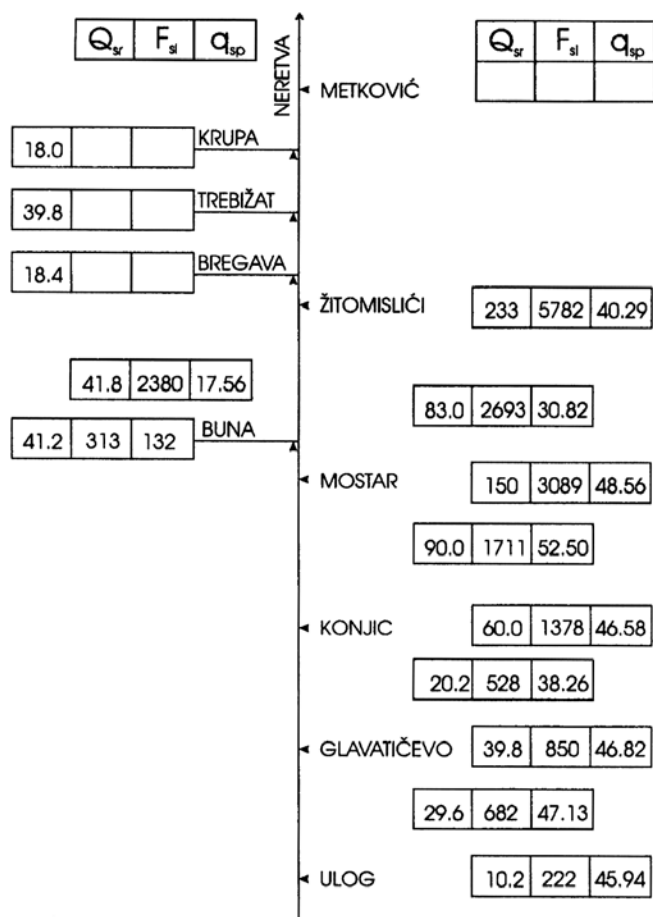 Qsr Fsl qsp
NERETVA
Qsr Fsl qsp
METKOVIĆ
18.0 KRUPA
39.8 TREBIŽAT
18.4 BREGAVA
ŽITOMISLIĆI 233 5782 40.29
41.8 2380 17.56
83.0 2693 30.82
41.2 313 132 BUNA
MOSTAR 150 3089 48.56
90.0 1711 52.50
KONJIC 60.0 1378 46.58
20.2 528 38.26
GLAVATIČEVO 39.8 850 46.82
29.6 682 47.13
ULOG 10.2 222 45.94